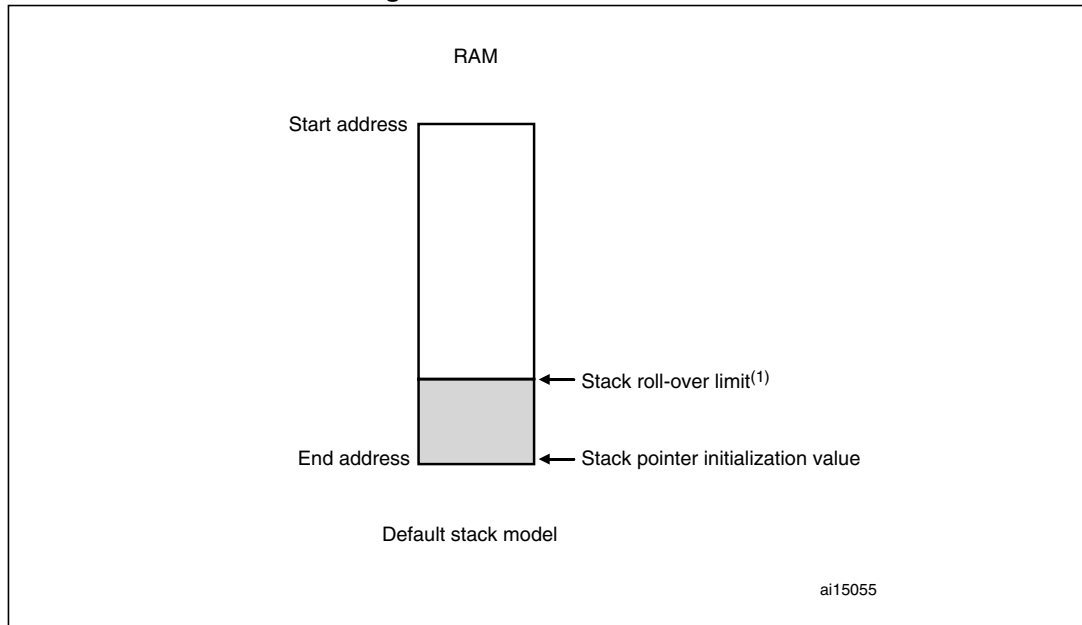 RAM
Start address
Stack roll-over limit(1)
End address
Stack pointer initialization value
Default stack model
ai15055